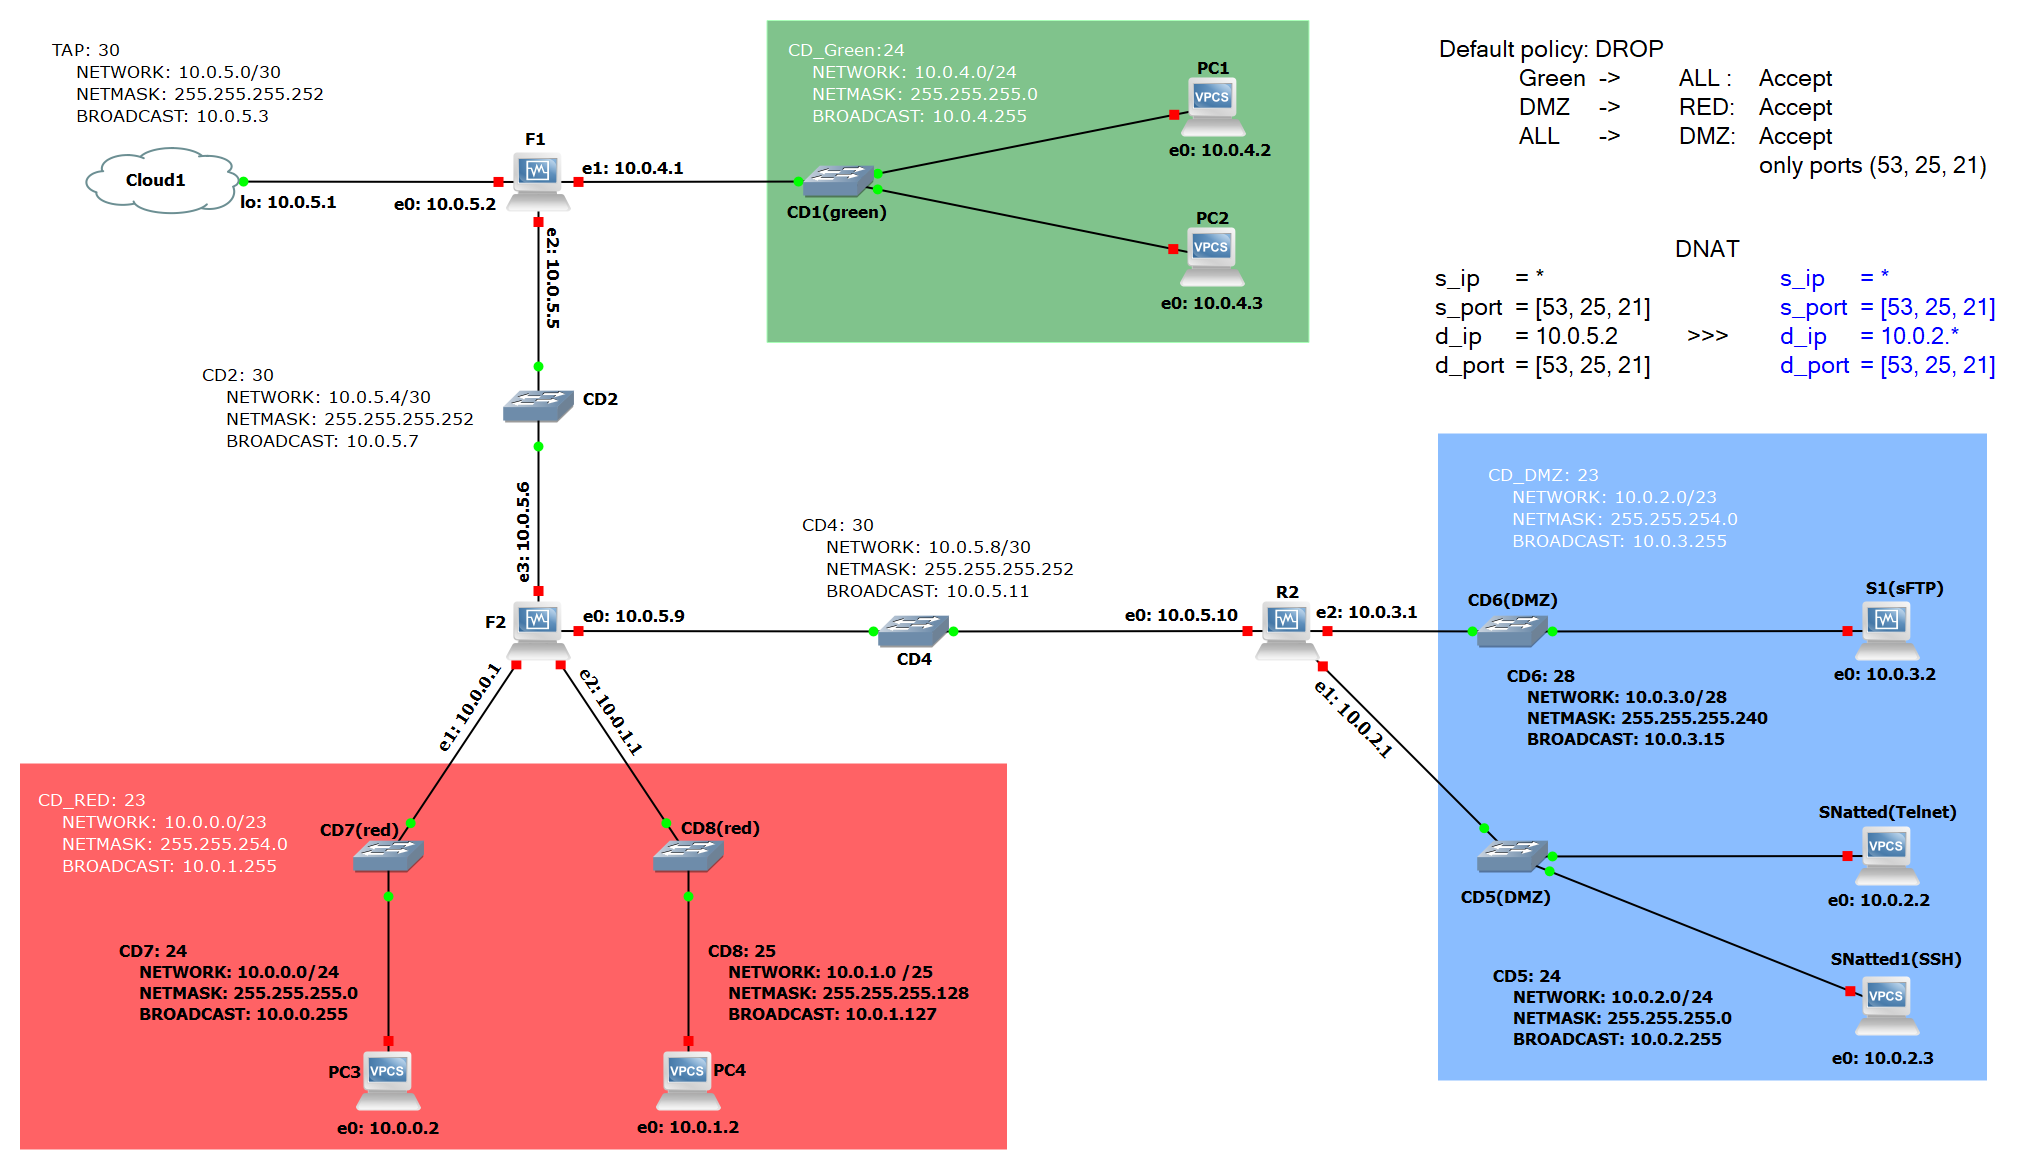 TAP: 30
NETWORK: 10.0.5.0/30
NETMASK: 255.255.255.252
BROADCAST: 10.0.5.3
Cloud1
lo: 10.0.5.1
F1
e0: 10.0.5.2
e1: 10.0.4.1
e2: 10.0.5.5
CD_Green:24
NETWORK: 10.0.4.0/24
NETMASK: 255.255.255.0
BROADCAST: 10.0.4.255
CD1(green)
PC1
VPCS
e0: 10.0.4.2
PC2
VPCS
e0: 10.0.4.3
Default policy: DROP
Green -> ALL : Accept
DMZ -> RED: Accept
ALL -> DMZ: Accept
only ports (53, 25, 21)
DNAT
s_ip = * s_ip = *
s_port = [53, 25, 21] s_port = [53, 25, 21]
d_ip = 10.0.5.2 >>> d_ip = 10.0.2.*
d_port = [53, 25, 21] d_port = [53, 25, 21]
CD2: 30
NETWORK: 10.0.5.4/30
NETMASK: 255.255.255.252
BROADCAST: 10.0.5.7
CD2
e3: 10.0.5.6
F2
e0: 10.0.5.9
e1: 10.0.0.1
e2: 10.0.1.1
CD4: 30
NETWORK: 10.0.5.8/30
NETMASK: 255.255.255.252
BROADCAST: 10.0.5.11
CD4
e0: 10.0.5.10
R2
e2: 10.0.3.1
e1: 10.0.2.1
CD_DMZ: 23
NETWORK: 10.0.2.0/23
NETMASK: 255.255.254.0
BROADCAST: 10.0.3.255
CD6(DMZ)
S1(sFTP)
e0: 10.0.3.2
CD6: 28
NETWORK: 10.0.3.0/28
NETMASK: 255.255.255.240
BROADCAST: 10.0.3.15
SNatted(Telnet)
VPCS
e0: 10.0.2.2
CD5(DMZ)
SNatted1(SSH)
VPCS
e0: 10.0.2.3
CD5: 24
NETWORK: 10.0.2.0/24
NETMASK: 255.255.255.0
BROADCAST: 10.0.2.255
CD_RED: 23
NETWORK: 10.0.0.0/23
NETMASK: 255.255.254.0
BROADCAST: 10.0.1.255
CD7(red)
CD8(red)
CD7: 24
NETWORK: 10.0.0.0/24
NETMASK: 255.255.255.0
BROADCAST: 10.0.0.255
CD8: 25
NETWORK: 10.0.1.0 /25
NETMASK: 255.255.255.128
BROADCAST: 10.0.1.127
PC3
VPCS
e0: 10.0.0.2
VPCS
PC4
e0: 10.0.1.2